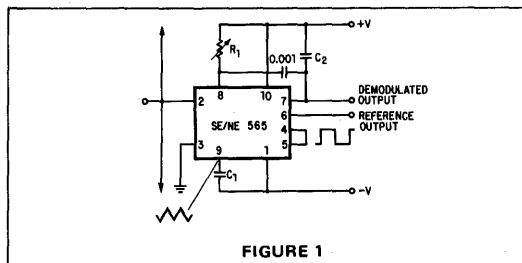 +V
R1
C2
0.001
8
10
DEMODULATED
OUTPUT
2
7
SE/NE 565
6
REFERENCE
OUTPUT
4
3
5
9
1
C1
-V
FIGURE 1